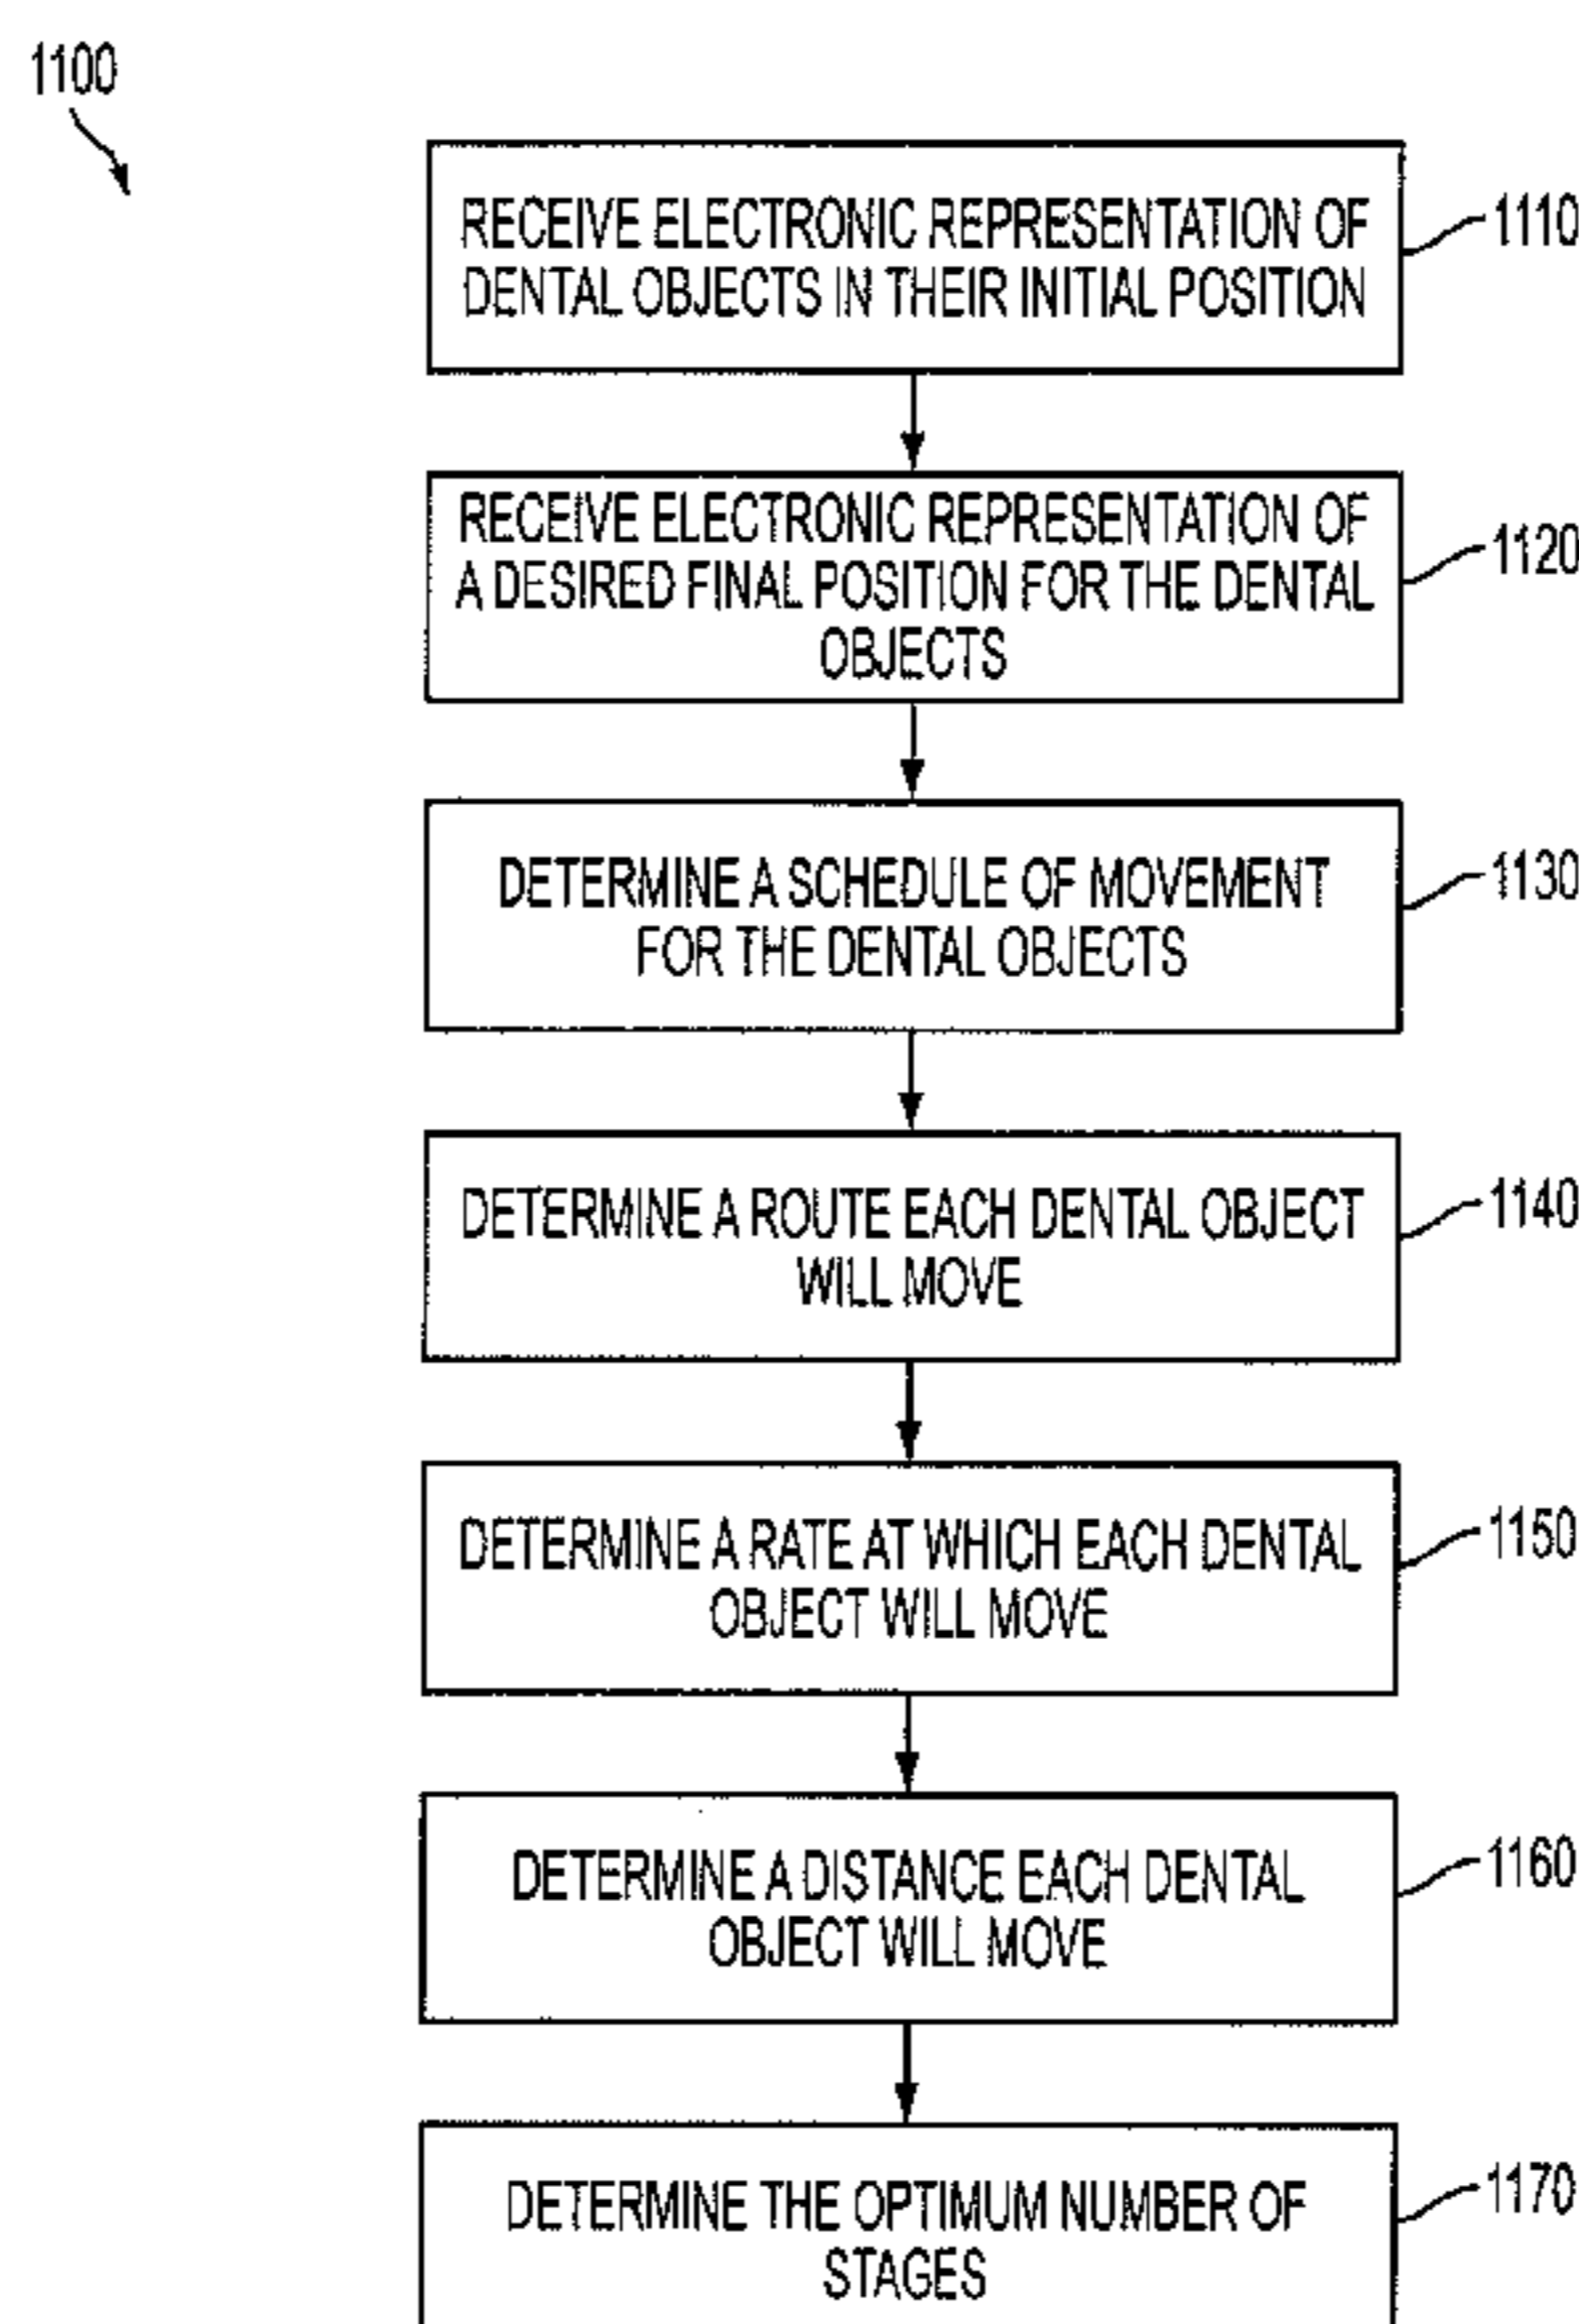 1100
RECEIVE ELECTRONIC REPRESENTATION OF
DENTAL OBJECTS IN THEIR INITIAL POSITION
1110
RECEIVE ELECTRONIC REPRESENTATION OF
A DESIRED FINAL POSITION FOR THE DENTAL
OBJECTS
1120
DETERMINE A SCHEDULE OF MOVEMENT
FOR THE DENTAL OBJECTS
1130
DETERMINE A ROUTE EACH DENTAL OBJECT
WILL MOVE
1140
DETERMINE A RATE AT WHICH EACH DENTAL
OBJECT WILL MOVE
1150
DETERMINE A DISTANCE EACH DENTAL
OBJECT WILL MOVE
1160
DETERMINE THE OPTIMUM NUMBER OF
STAGES
1170